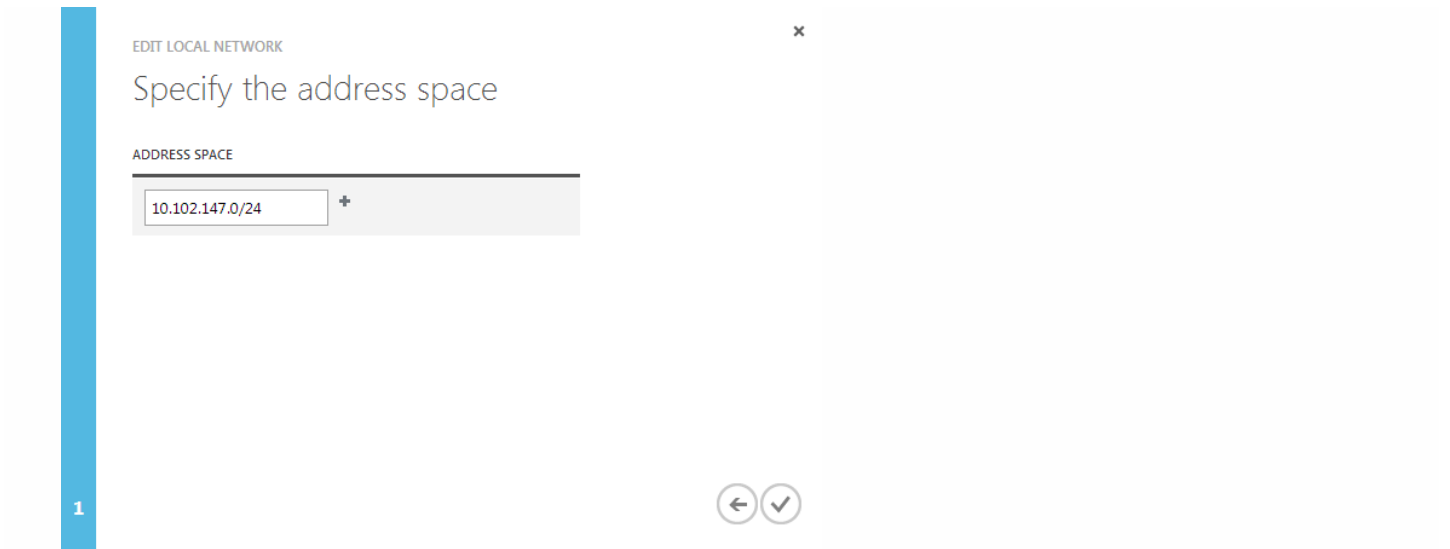 EDIT LOCAL NETWORK
Specify the address space
ADDRESS SPACE
10.102.147.0/24
1